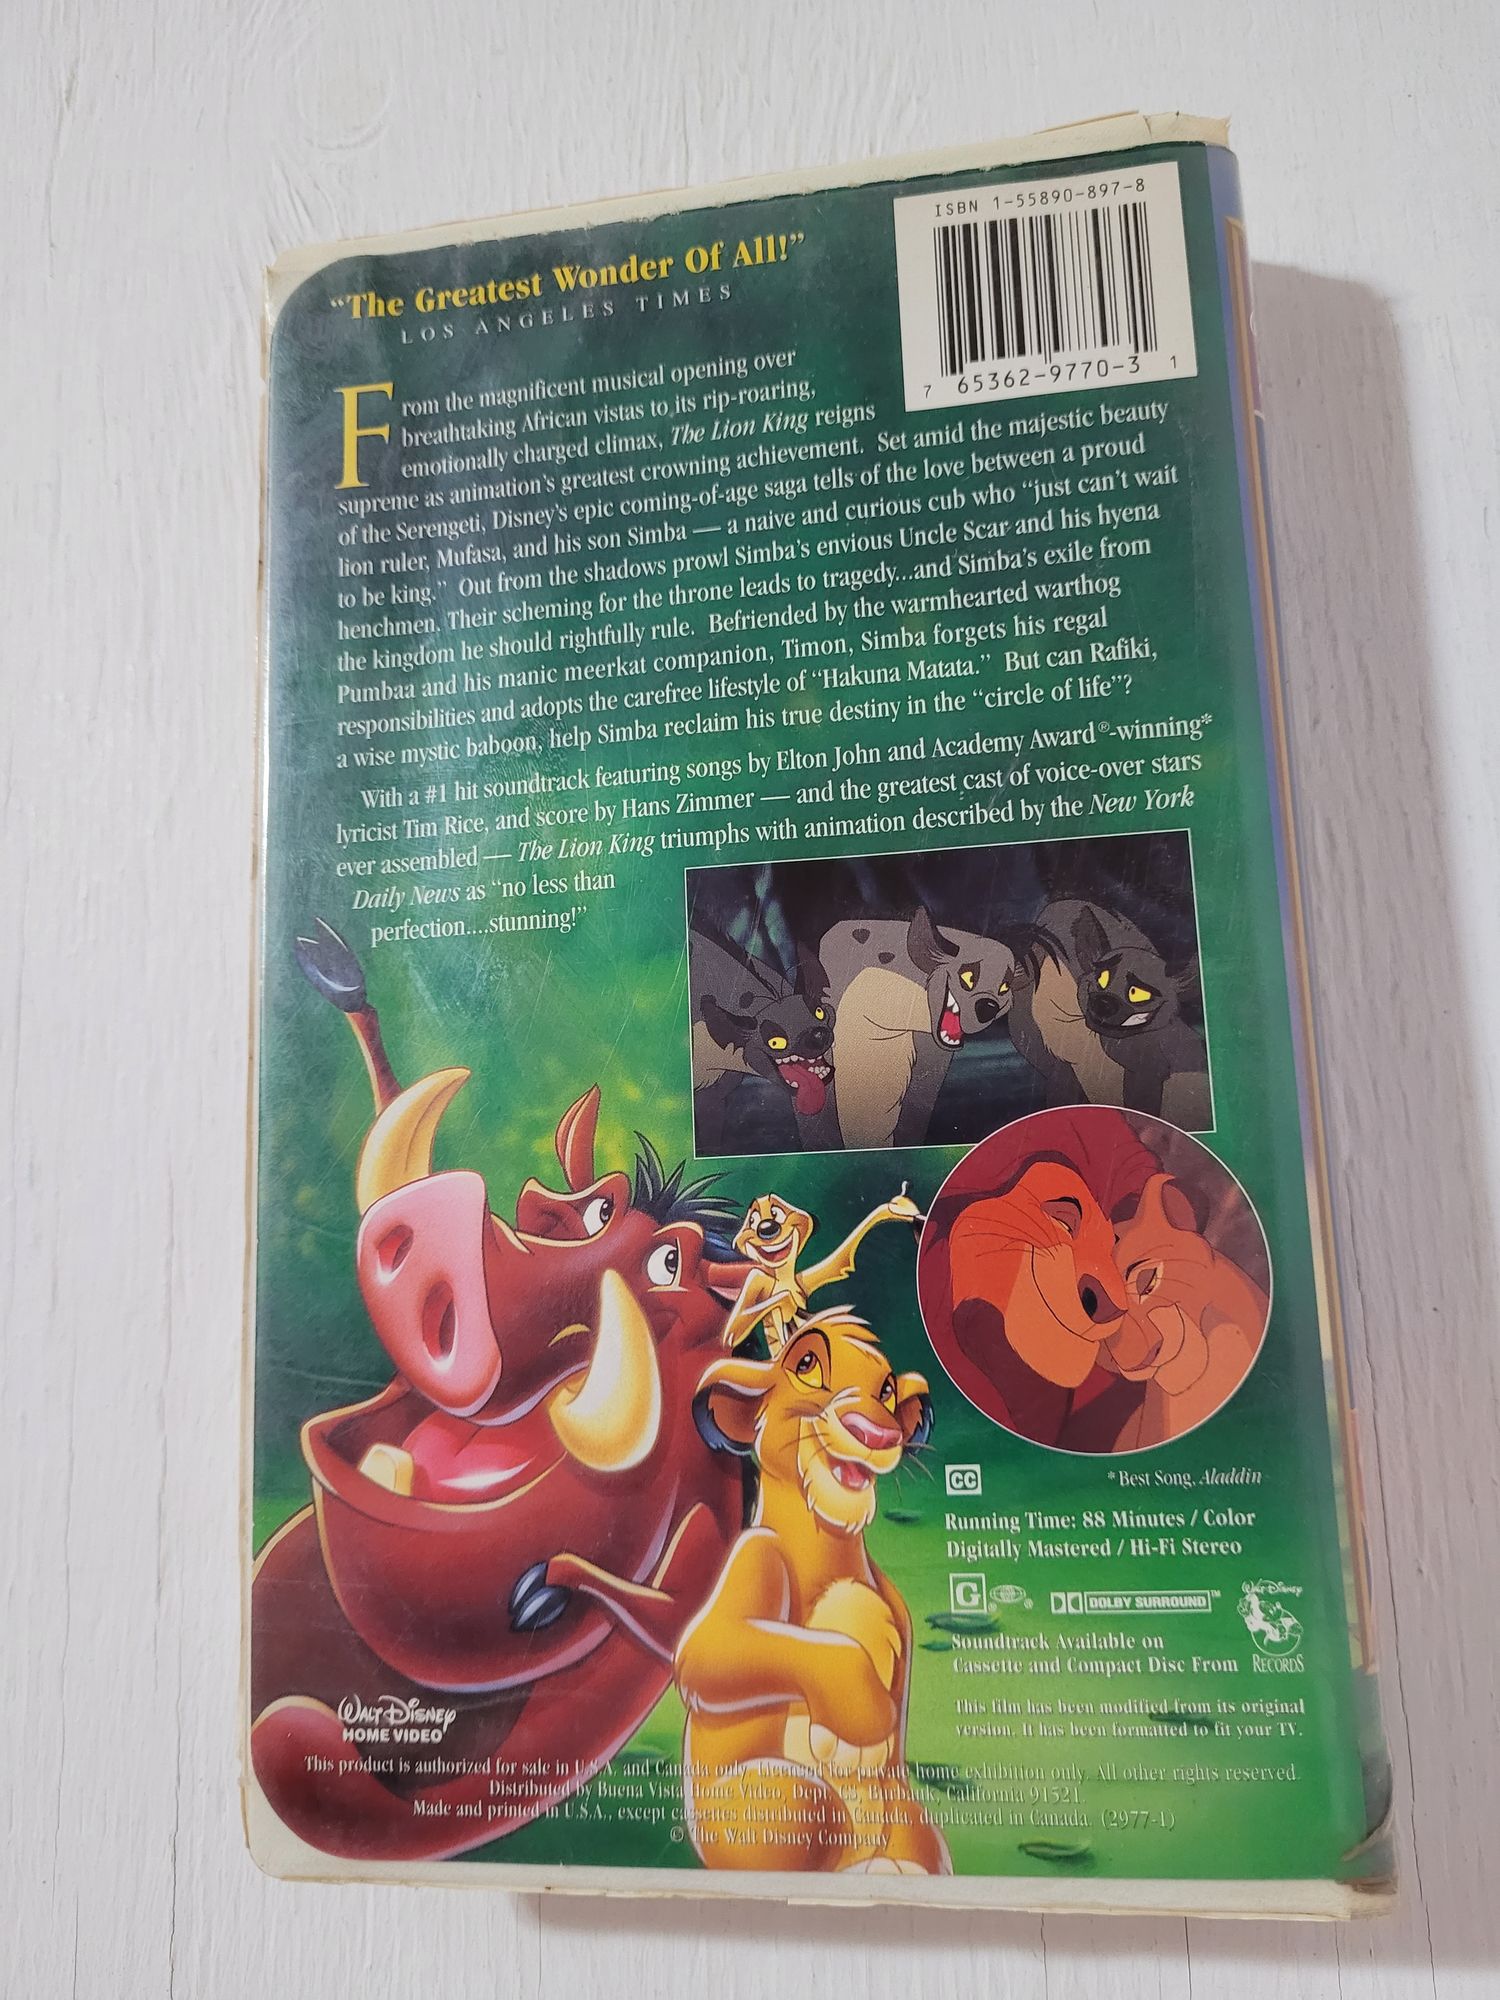 ISBN 1-55890-897-8
7 65362-9770-3 1
“The Greatest Wonder Of All!”
LOS ANGELES TIMES
From the magnificent musical opening over
breathtaking African vistas to its rip-roaring,
emotionally charged climax, The Lion King reigns
supreme as animation’s greatest crowning achievement. Set amid the majestic beauty
of the Serengeti, Disney’s epic coming-of-age saga tells of the love between a proud
lion ruler, Mufasa, and his son Simba — a naive and curious cub who “just can’t wait
to be king.” Out from the shadows prowl Simba’s envious Uncle Scar and his hyena
henchmen. Their scheming for the throne leads to tragedy...and Simba’s exile from
the kingdom he should rightfully rule. Befriended by the warmhearted warthog
Pumbaa and his manic meerkat companion, Timon, Simba forgets his regal
responsibilities and adopts the carefree lifestyle of “Hakuna Matata.” But can Rafiki,
a wise mystic baboon, help Simba reclaim his true destiny in the “circle of life”?
With a #1 hit soundtrack featuring songs by Elton John and Academy Award®-winning*
lyricist Tim Rice, and score by Hans Zimmer — and the greatest cast of voice-over stars
ever assembled — The Lion King triumphs with animation described by the New York
Daily News as “no less than
perfection....stunning!”
CC
*Best Song, Aladdin
Running Time: 88 Minutes / Color
Digitally Mastered / Hi-Fi Stereo
G ® ® DOLBY SURROUND™
Walt Disney
RECORDS
Soundtrack Available on
Cassette and Compact Disc From
This film has been modified from its original
version. It has been formatted to fit your TV.
Walt Disney
HOME VIDEO
This product is authorized for sale in U.S.A. and Canada only. Licensed for private home exhibition only. All other rights reserved.
Distributed by Buena Vista Home Video, Dept. CS, Burbank, California 91521.
Made and printed in U.S.A., except cassettes distributed in Canada, duplicated in Canada. (2977-1)
© The Walt Disney Company.